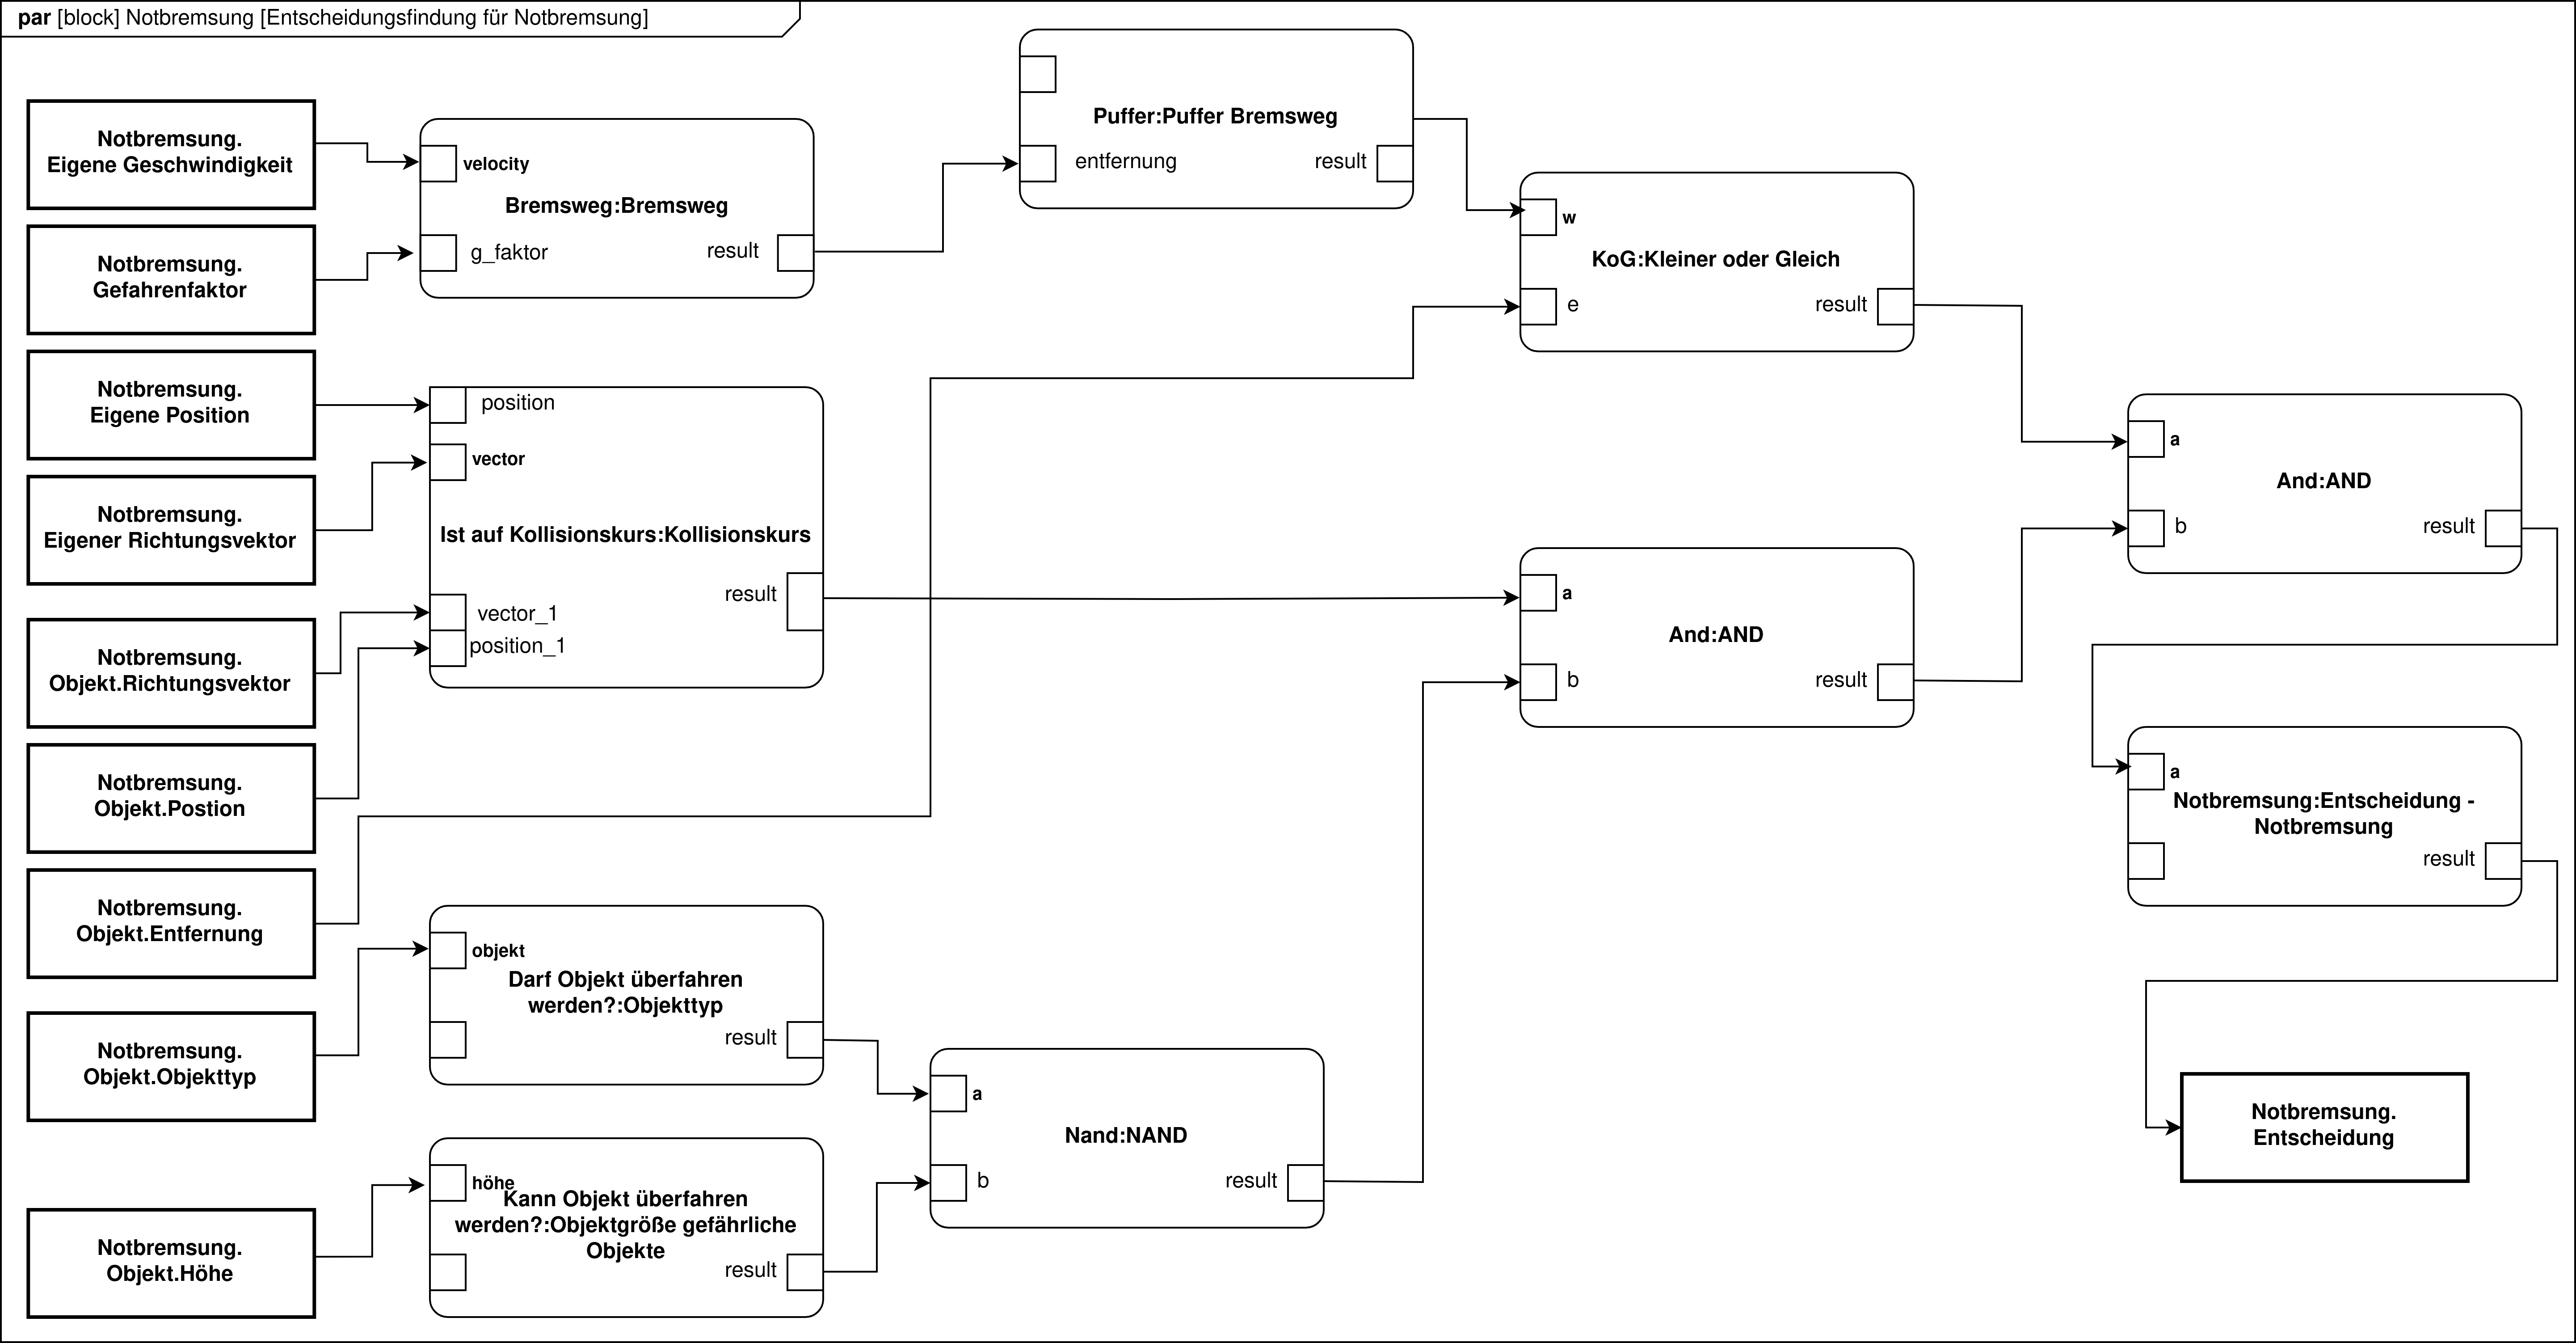 par [block] Notbremsung [Entscheidungsfindung für Notbremsung]
Notbremsung.
Eigene Geschwindigkeit
Notbremsung.
Gefahrenfaktor
Notbremsung.
Eigene Position
Notbremsung.
Eigener Richtungsvektor
Notbremsung.
Objekt.Richtungsvektor
Notbremsung.
Objekt.Postion
Notbremsung.
Objekt.Entfernung
Notbremsung.
Objekt.Objekttyp
Notbremsung.
Objekt.Höhe
velocity
Bremsweg:Bremsweg
g_faktor
result
position
vector
Ist auf Kollisionskurs:Kollisionskurs
result
vector_1
position_1
objekt
Darf Objekt überfahren
werden?:Objekttyp
result
höhe
Kann Objekt überfahren
werden?:Objektgröße gefährliche
Objekte
result
Puffer:Puffer Bremsweg
entfernung
result
a
Nand:NAND
b
result
w
KoG:Kleiner oder Gleich
e
result
a
And:AND
b
result
a
And:AND
b
result
a
Notbremsung:Entscheidung -
Notbremsung
result
Notbremsung.
Entscheidung